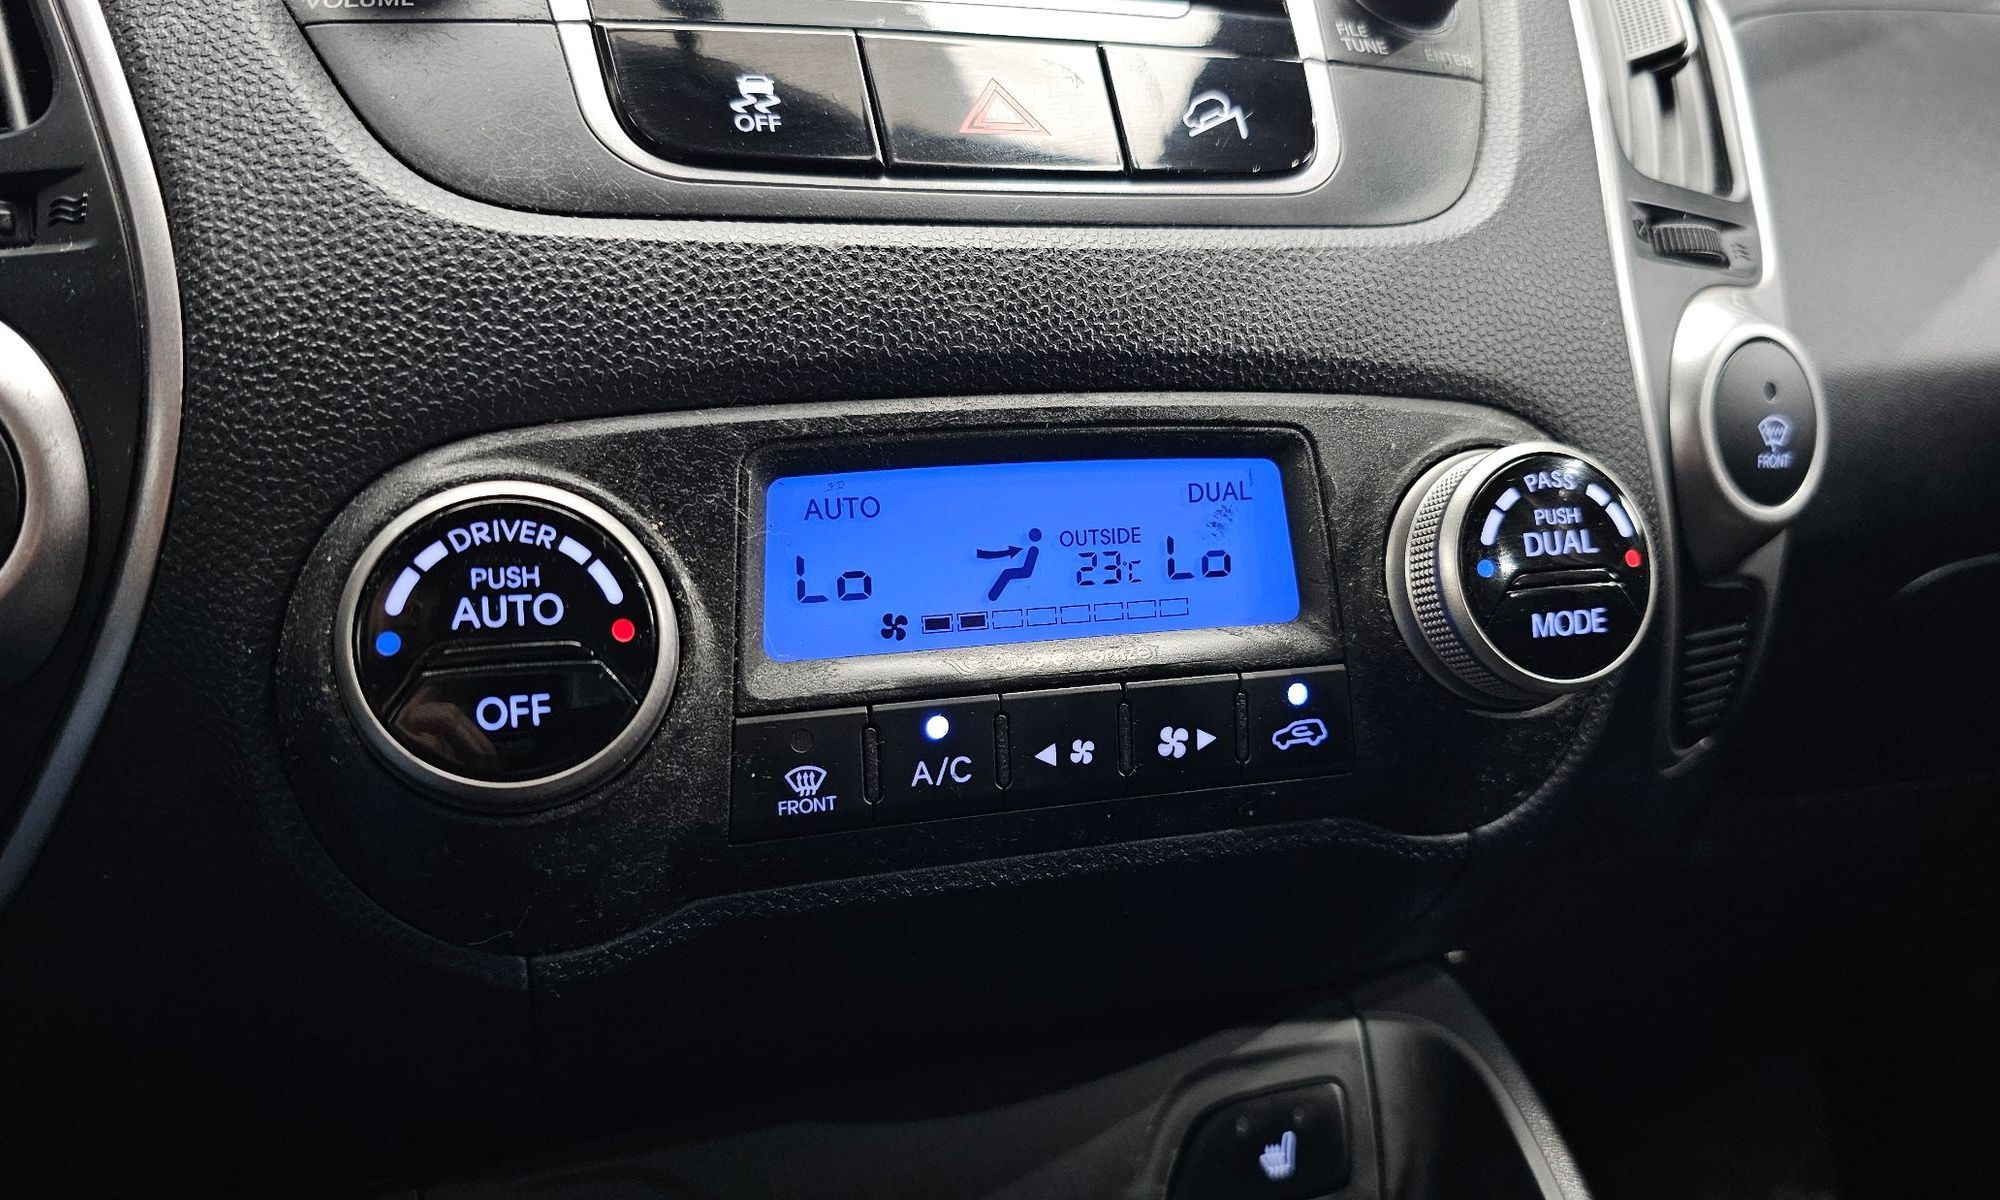 VOLUME
FILE
TUNE
ENTER
OFF
DRIVER
PUSH
AUTO
OFF
AUTO
DUAL
Lo
OUTSIDE
23°C
Lo
FRONT
A/C
PASS
PUSH
DUAL
MODE
FRONT